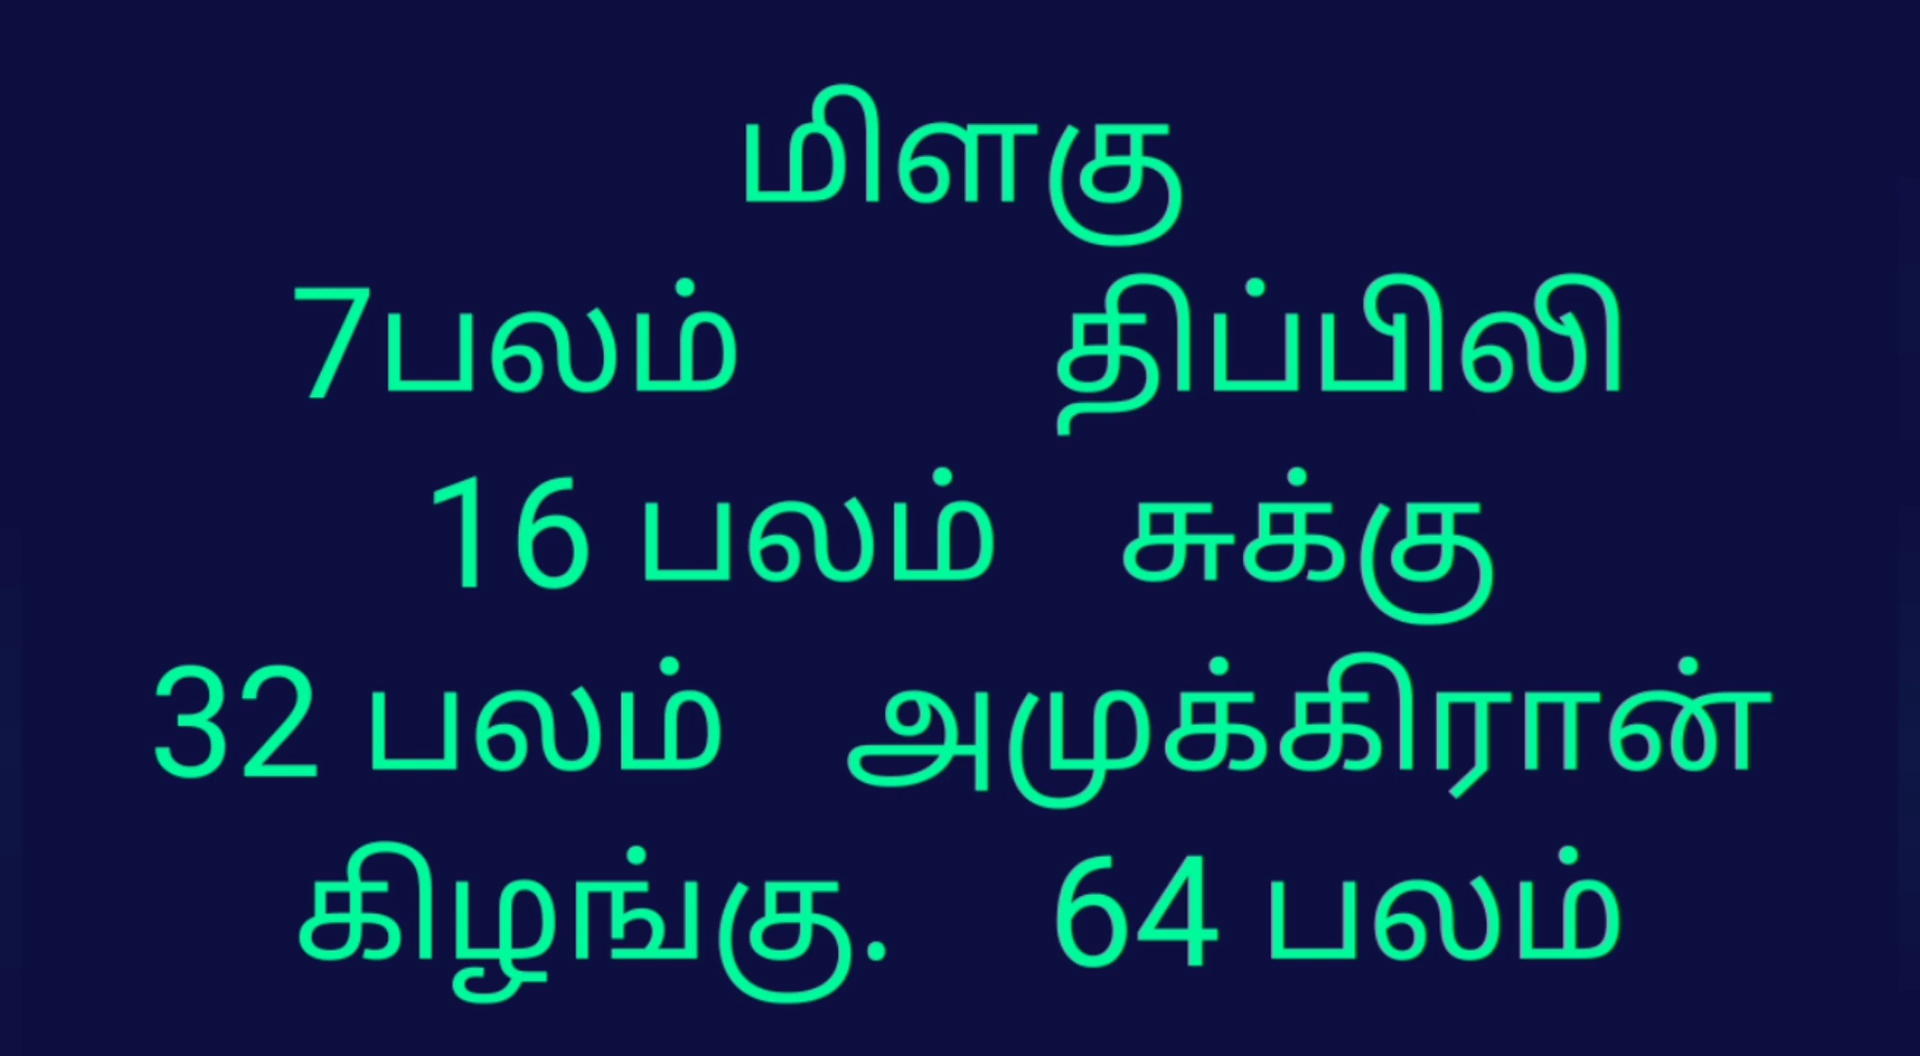 மிளகு
7பலம் திப்பிலி
16 பலம் சுக்கு
32 பலம் அமுக்கிரான்
கிழங்கு. 64 பலம்